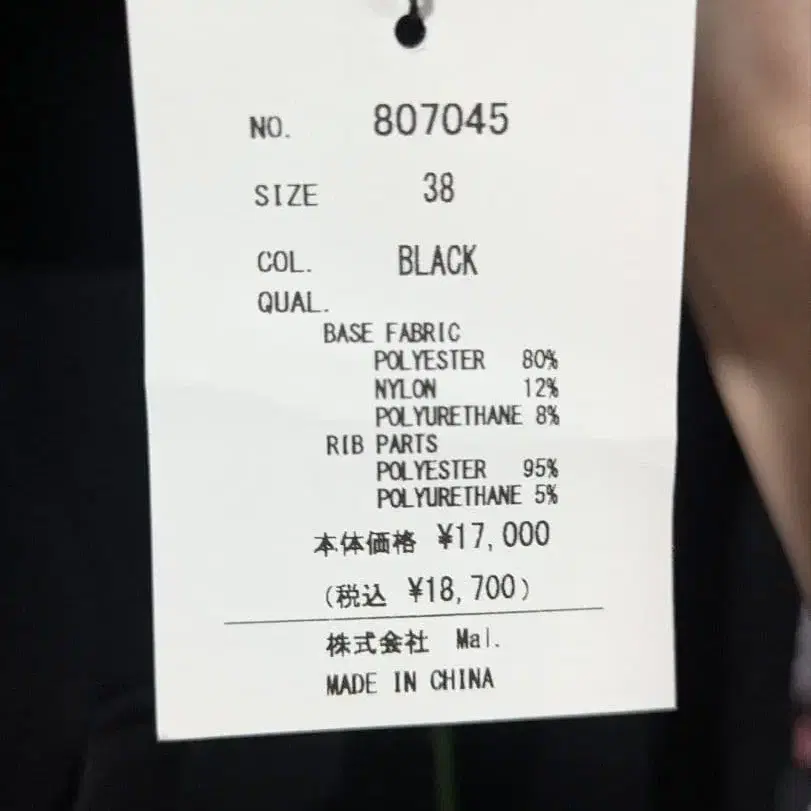 NO. 807045
SIZE 38
COL. BLACK
QUAL.
BASE FABRIC
POLYESTER 80%
NYLON 12%
POLYURETHANE 8%
RIB PARTS
POLYESTER 95%
POLYURETHANE 5%
本体価格 ¥17,000
(税込 ¥18,700)
株式会社 Mal.
MADE IN CHINA